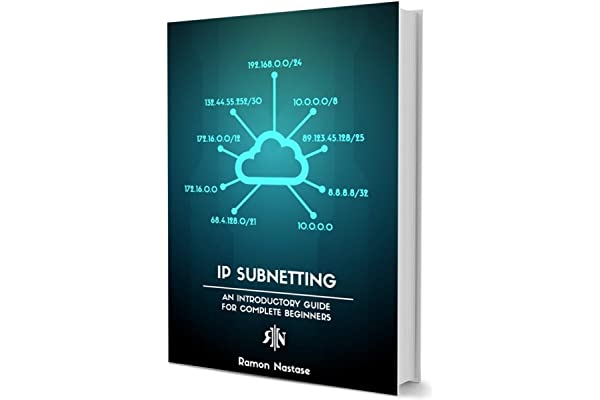 192.168.0.0/24
132.44.55.252/30
10.0.0.0/8
172.16.0.0/12
89.123.45.128/25
172.16.0.0
8.8.8.8/32
68.4.128.0/21
10.0.0.0
IP SUBNETTING
AN INTRODUCTORY GUIDE
FOR COMPLETE BEGINNERS
RN
Ramon Nastase